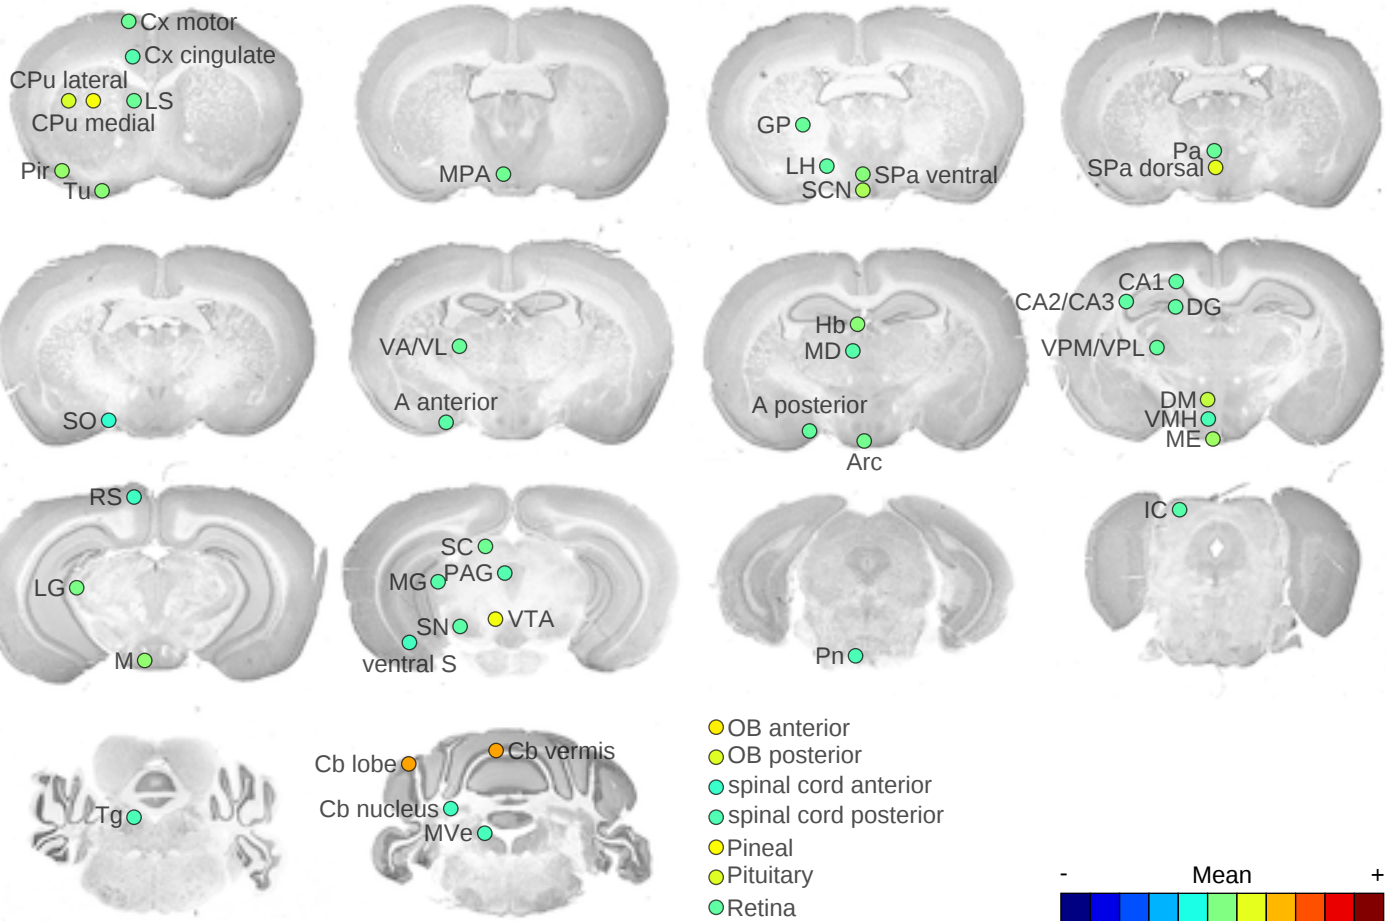 Cx motor
Cx cingulate
CPu lateral
LS
CPu medial
Pir
Tu
MPA
GP
LH
SPa ventral
SCN
Pa
SPa dorsal
SO
VA/VL
A anterior
Hb
MD
A posterior
Arc
CA1
CA2/CA3
DG
VPM/VPL
DM
VMH
ME
RS
LG
M
SC
MG
PAG
SN
VTA
ventral S
Pn
IC
Tg
Cb lobe
Cb vermis
Cb nucleus
MVe
OB anterior
OB posterior
spinal cord anterior
spinal cord posterior
Pineal
Pituitary
Retina
- Mean +